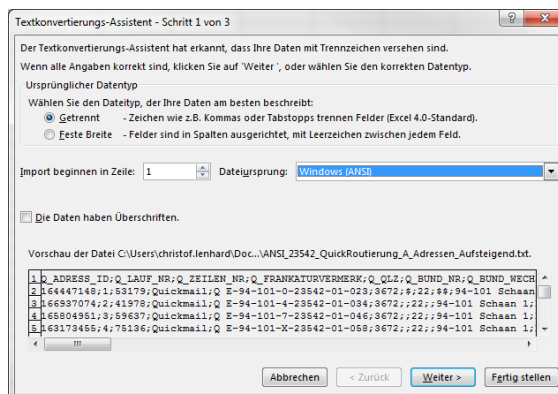 Textkonvertierungs-Assistent - Schritt 1 von 3
Der Textkonvertierungs-Assistent hat erkannt, dass Ihre Daten mit Trennzeichen versehen sind.
Wenn alle Angaben korrekt sind, klicken Sie auf 'Weiter ', oder wählen Sie den korrekten Datentyp.
Ursprünglicher Datentyp
Wählen Sie den Dateityp, der Ihre Daten am besten beschreibt:
Getrennt - Zeichen wie z.B. Kommas oder Tabstopps trennen Felder (Excel 4.0-Standard).
Feste Breite - Felder sind in Spalten ausgerichtet, mit Leerzeichen zwischen jedem Feld.
Import beginnen in Zeile: 1 Dateiursprung: Windows (ANSI)
Die Daten haben Überschriften.
Vorschau der Datei C:\Users\christof.lenhard\Doc...\ANSI_23542_QuickRoutierung_A_Adressen_Aufsteigend.txt.
1 Q_ADRESS_ID;Q_LAUF_NR;Q_ZEILEN_NR;Q_FRANKATURVERMERK;Q_QLZ;Q_BUND_NR;Q_BUND_WECH
2 164447148;1;53179;Quickmail;Q E-94-101-0-23542-01-023;3672;$;22;$$;94-101 Schaan
3 166937074;2;41978;Quickmail;Q E-94-101-4-23542-01-034;3672;;22;;94-101 Schaan 1;
4 165804951;3;59637;Quickmail;Q E-94-101-7-23542-01-046;3672;;22;;94-101 Schaan 1;
5 163173455;4;75136;Quickmail;Q E-94-101-X-23542-01-058;3672;;22;;94-101 Schaan 1;
Abbrechen < Zurück Weiter > Fertig stellen